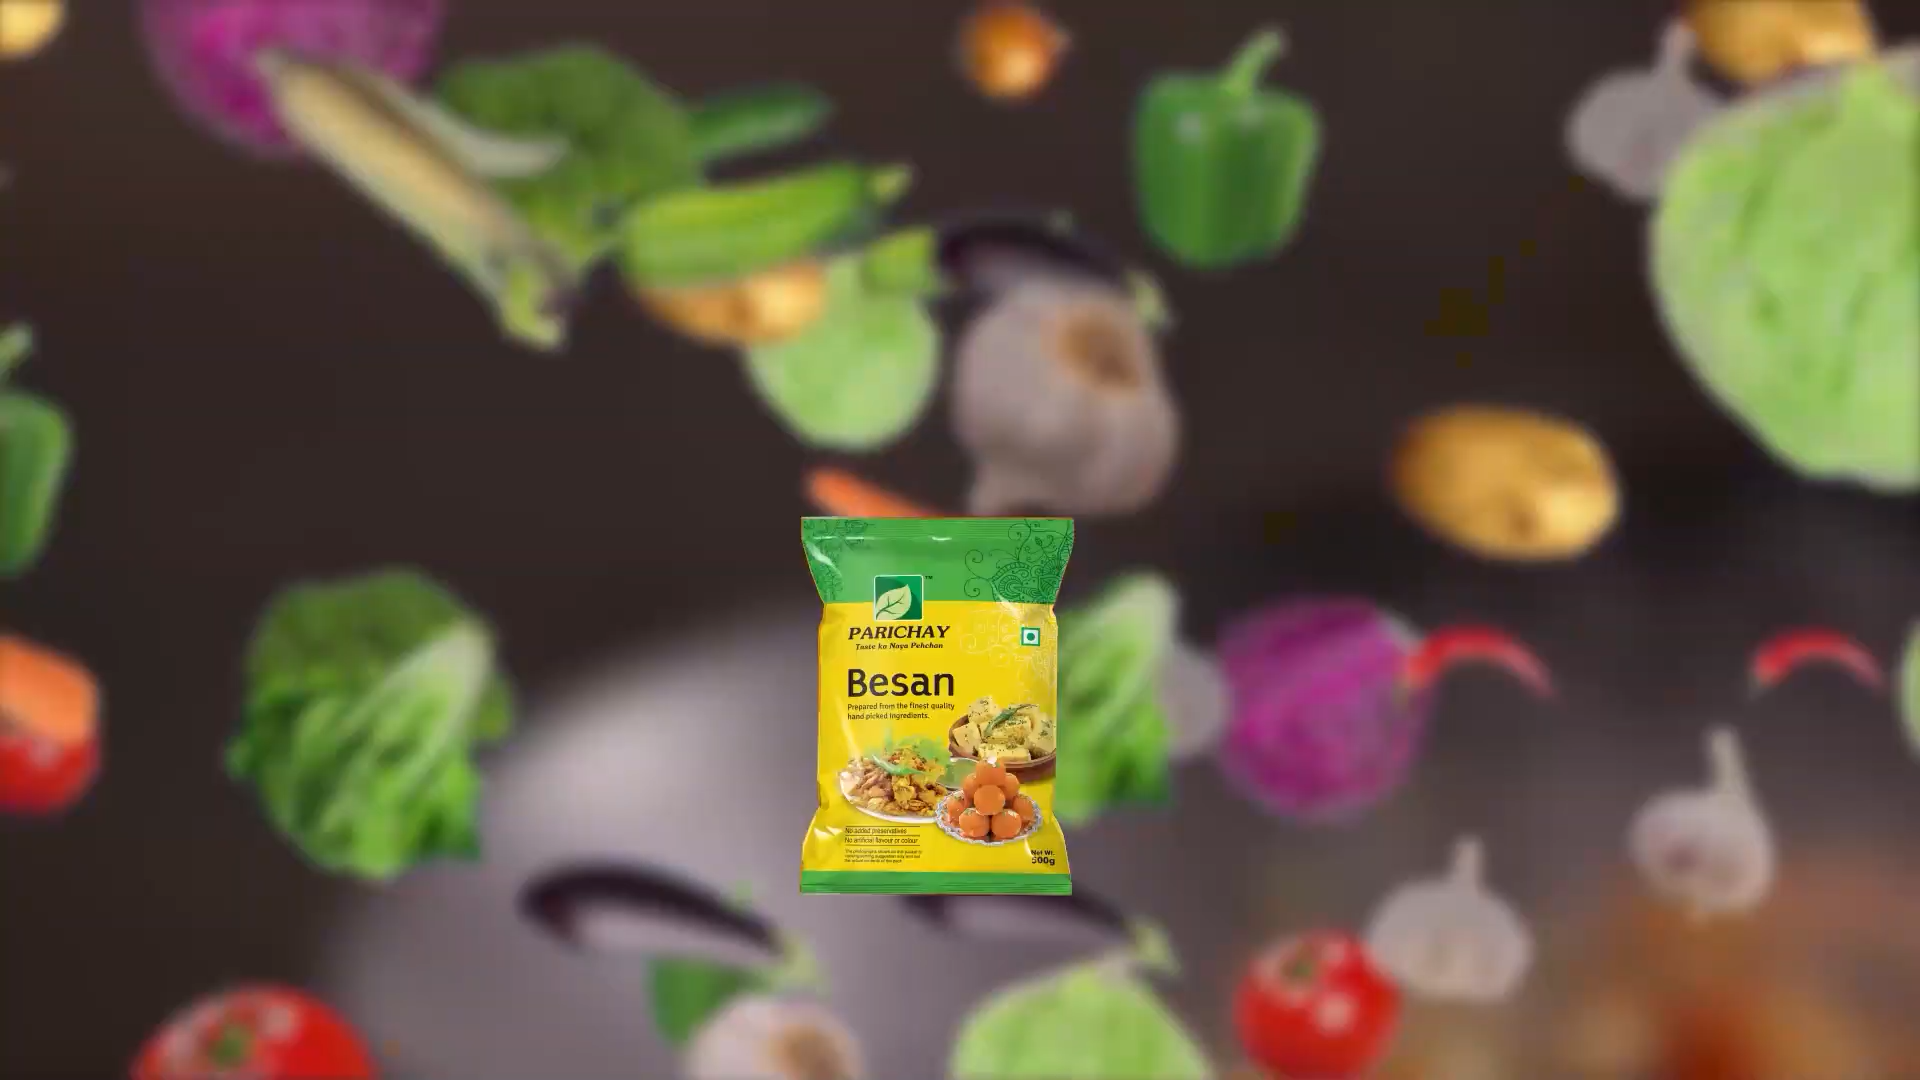 TM
PARICHAY
Taste ka Naya Pehchan
Besan
Prepared from the finest quality
hand picked ingredients.
No added preservatives
No artificial flavour or colour
Net Wt.
500g